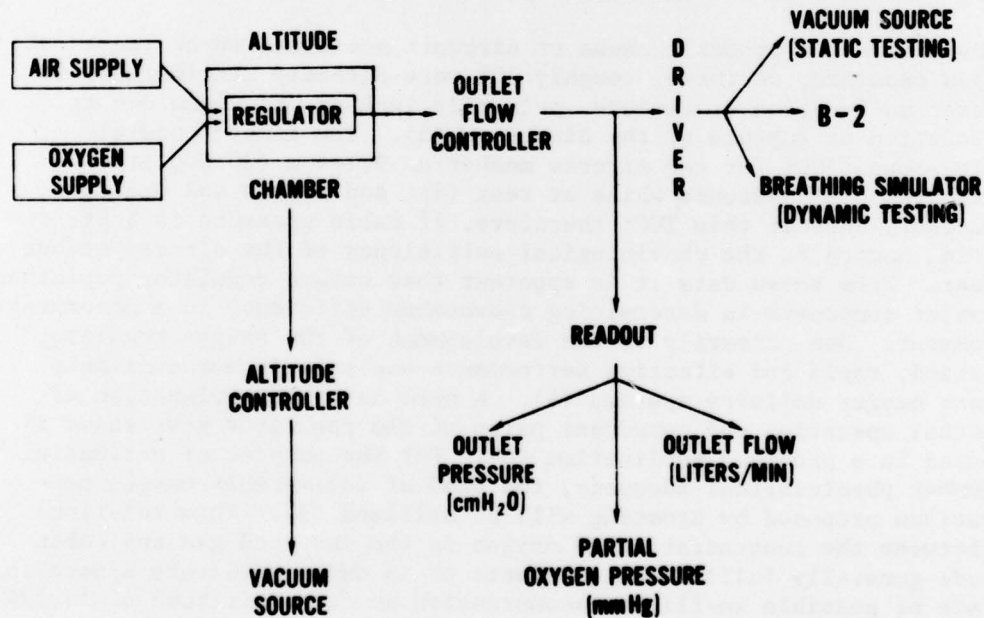 AIR SUPPLY
OXYGEN
SUPPLY
ALTITUDE
REGULATOR
CHAMBER
OUTLET
FLOW
CONTROLLER
DRIVER
VACUUM SOURCE
(STATIC TESTING)
B-2
BREATHING SIMULATOR
(DYNAMIC TESTING)
ALTITUDE
CONTROLLER
VACUUM
SOURCE
READOUT
OUTLET
PRESSURE
(cmH₂O)
OUTLET FLOW
(LITERS/MIN)
PARTIAL
OXYGEN PRESSURE
(mmHg)